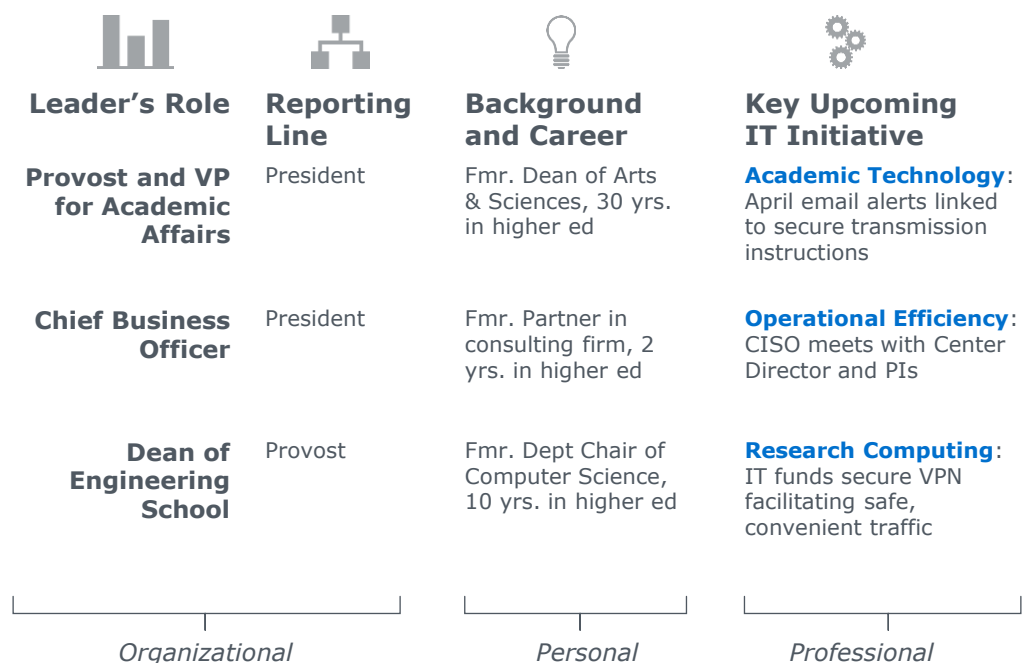 Leader’s Role
Reporting
Line
Background
and Career
Key Upcoming
IT Initiative
Provost and VP
for Academic
Affairs
President
Fmr. Dean of Arts
& Sciences, 30 yrs.
in higher ed
Academic Technology:
April email alerts linked
to secure transmission
instructions
Chief Business
Officer
President
Fmr. Partner in
consulting firm, 2
yrs. in higher ed
Operational Efficiency:
CISO meets with Center
Director and PIs
Dean of
Engineering
School
Provost
Fmr. Dept Chair of
Computer Science,
10 yrs. in higher ed
Research Computing:
IT funds secure VPN
facilitating safe,
convenient traffic
Organizational
Personal
Professional